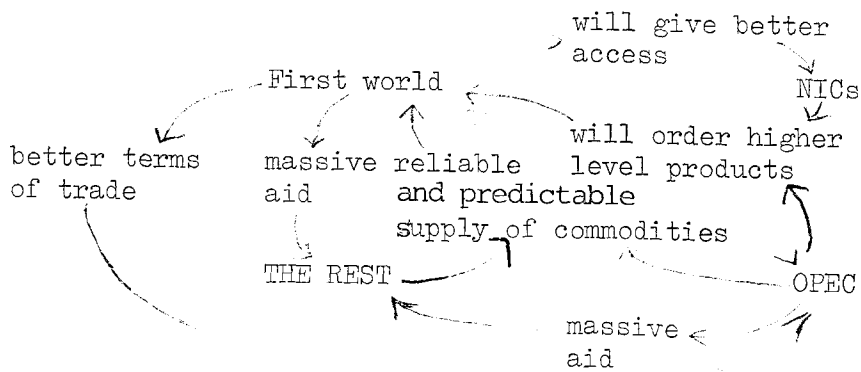 will give better
access
First world
NICs
will order higher
level products
better terms
of trade
massive
aid
reliable
and predictable
supply of commodities
THE REST
OPEC
massive
aid